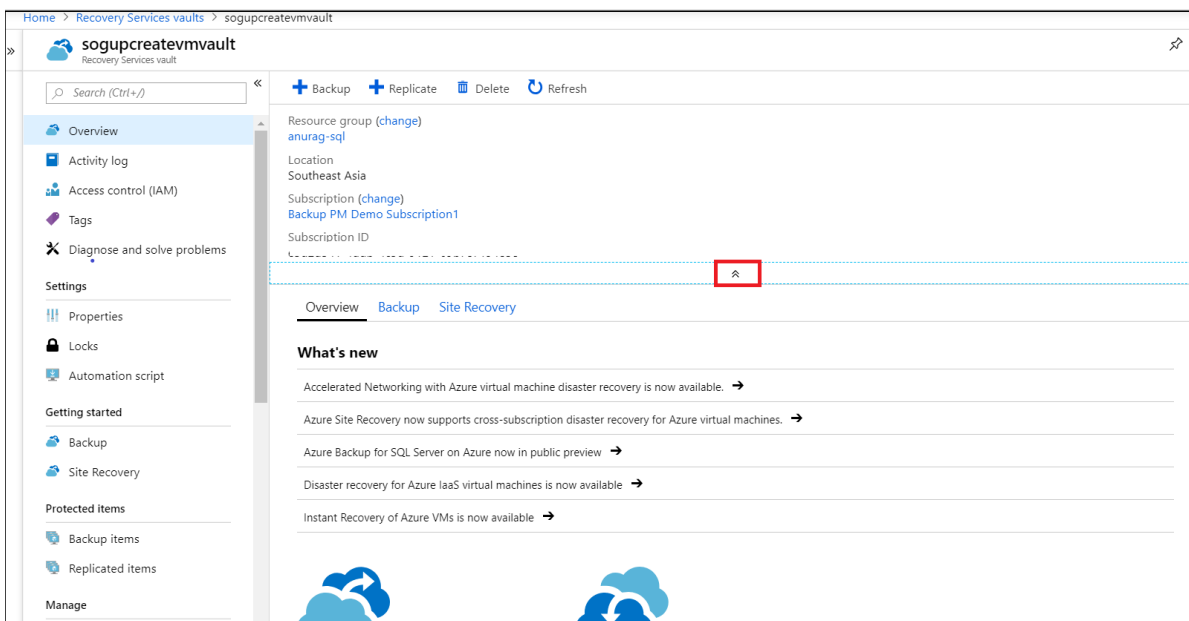 Home > Recovery Services vaults > sogupcreatevmvault
»
sogupcreatevmvault
Recovery Services vault
Search (Ctrl+/)
«
Overview
Activity log
Access control (IAM)
Tags
Diagnose and solve problems
Settings
Properties
Locks
Automation script
Getting started
Backup
Site Recovery
Protected items
Backup items
Replicated items
Manage
Backup
Replicate
Delete
Refresh
Resource group (change)
anurag-sql
Location
Southeast Asia
Subscription (change)
Backup PM Demo Subscription1
Subscription ID
Overview
Backup
Site Recovery
What's new
Accelerated Networking with Azure virtual machine disaster recovery is now available. →
Azure Site Recovery now supports cross-subscription disaster recovery for Azure virtual machines. →
Azure Backup for SQL Server on Azure now in public preview →
Disaster recovery for Azure IaaS virtual machines is now available →
Instant Recovery of Azure VMs is now available →